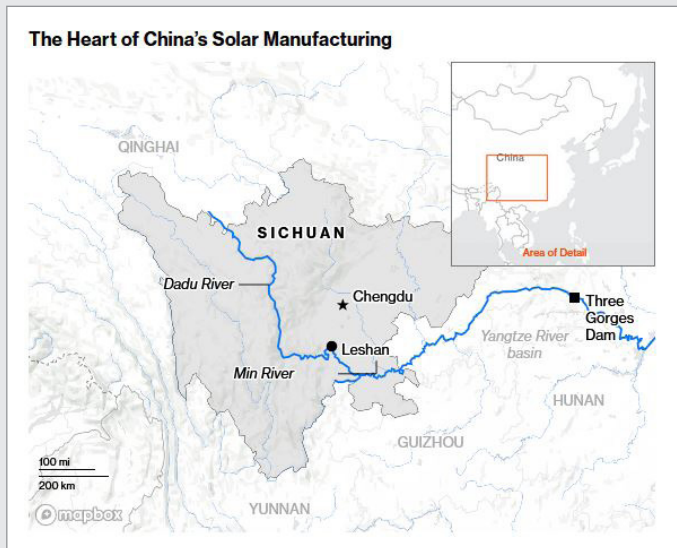 The Heart of China's Solar Manufacturing
QINGHAI
China
Area of Detail
SICHUAN
Dadu River
Chengdu
Three
Gorges
Dam
Leshan
Yangtze River
basin
Min River
HUNAN
GUIZHOU
100 mi
200 km
YUNNAN
mapbox